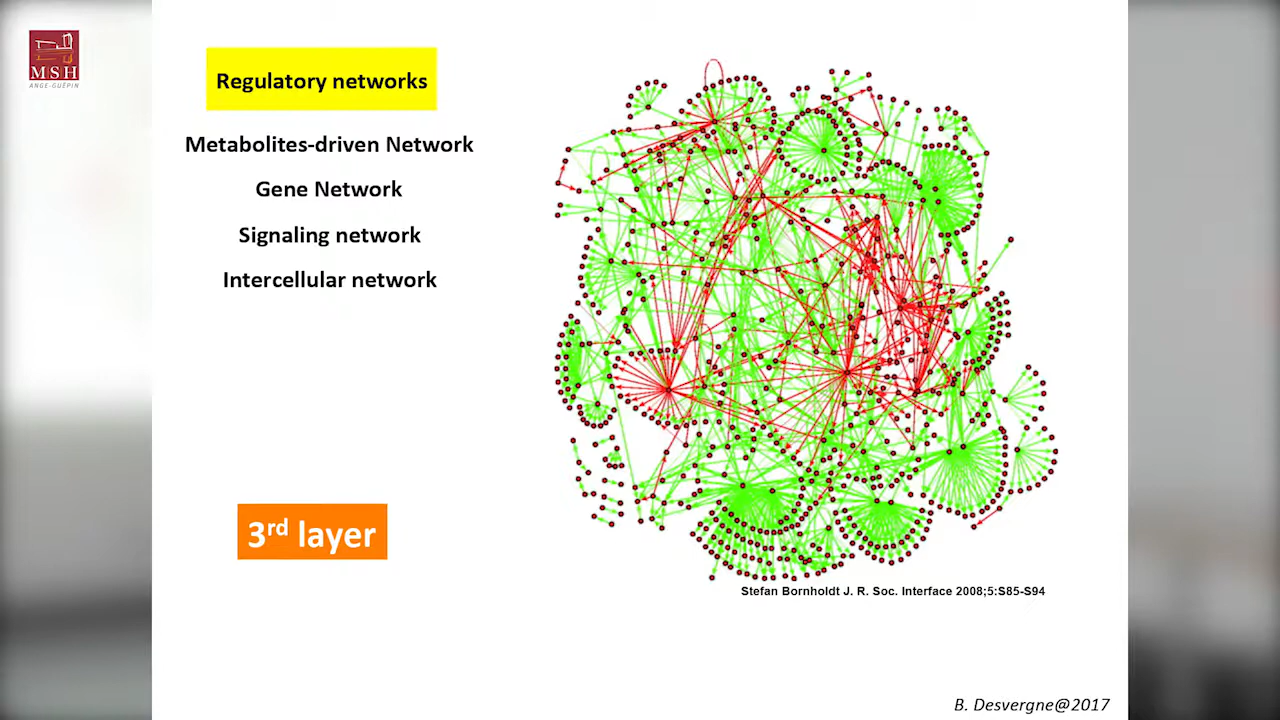 MSH
ANGE-GUÉPIN
Regulatory networks
Metabolites-driven Network
Gene Network
Signaling network
Intercellular network
3rd layer
Stefan Bornholdt J. R. Soc. Interface 2008;5:S85-S94
B. Desvergne@2017